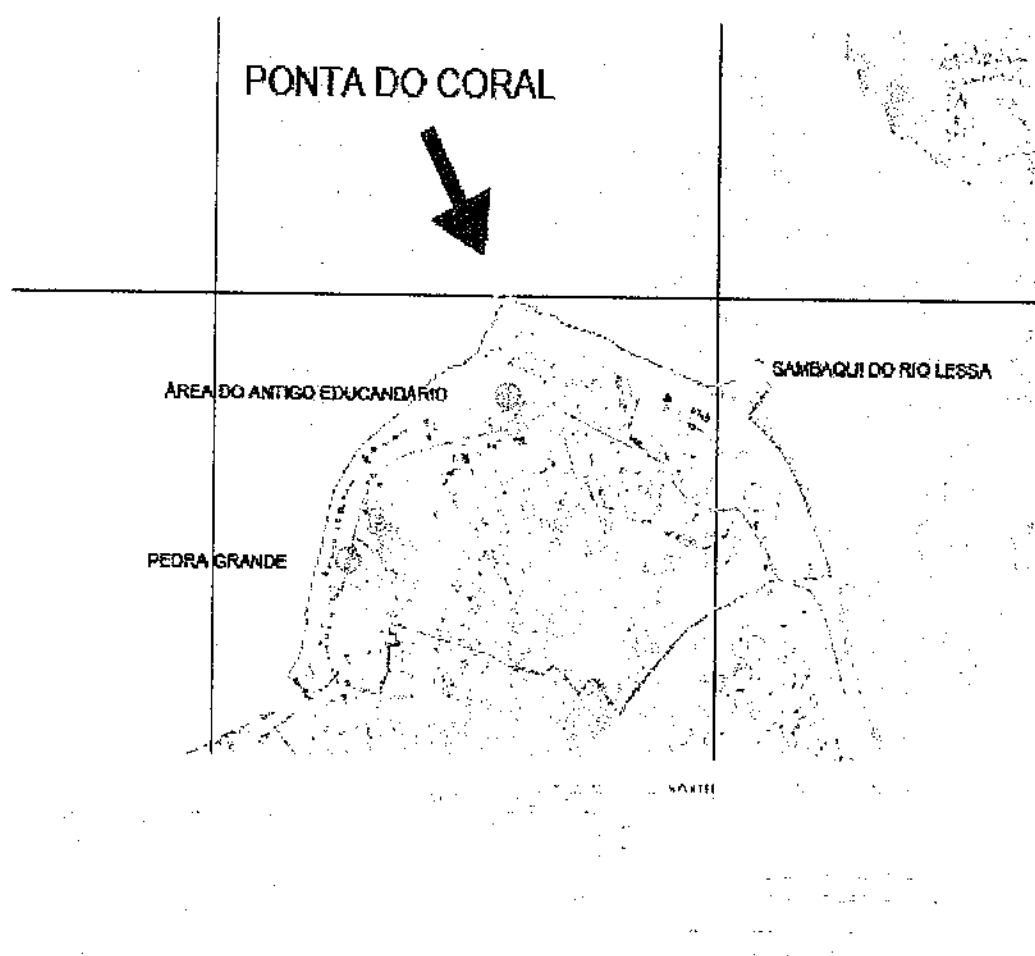 PONTA DO CORAL
SAMBAQUI DO RIO LESSA
ÁREA DO ANTIGO EDUCANDÁRIO
PEDRA GRANDE